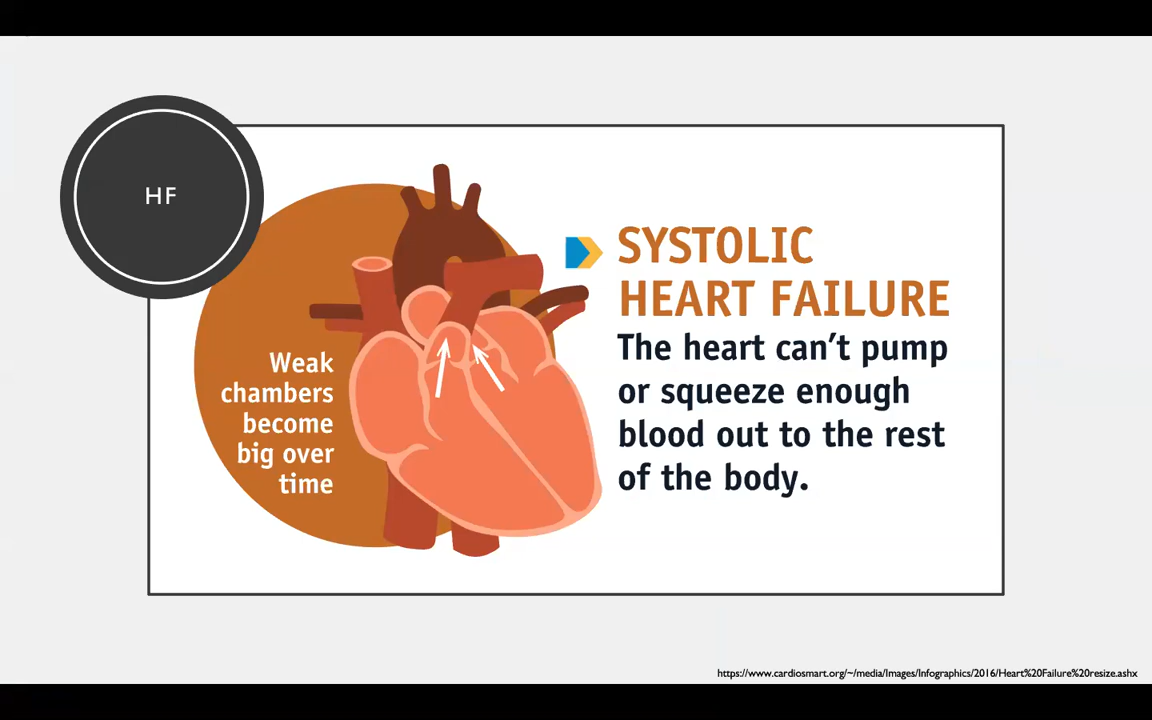 HF
Weak
chambers
become
big over
time
SYSTOLIC
HEART FAILURE
The heart can't pump
or squeeze enough
blood out to the rest
of the body.
https://www.cardiosmart.org/~/media/Images/Infographics/2016/Heart%20Failure%20resize.ashx